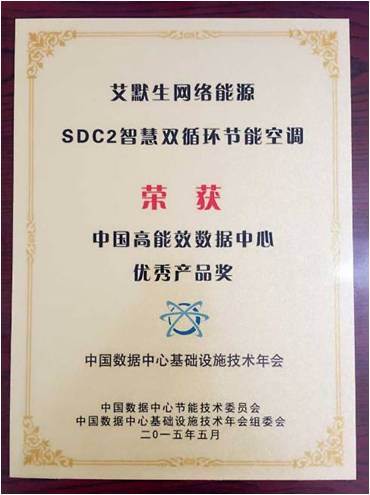 艾默生网络能源
SDC2智慧双循环节能空调
荣获
中国高能效数据中心
优秀产品奖
中国数据中心基础设施技术年会
中国数据中心节能技术委员会
中国数据中心基础设施技术年会组委会
二〇一五年五月